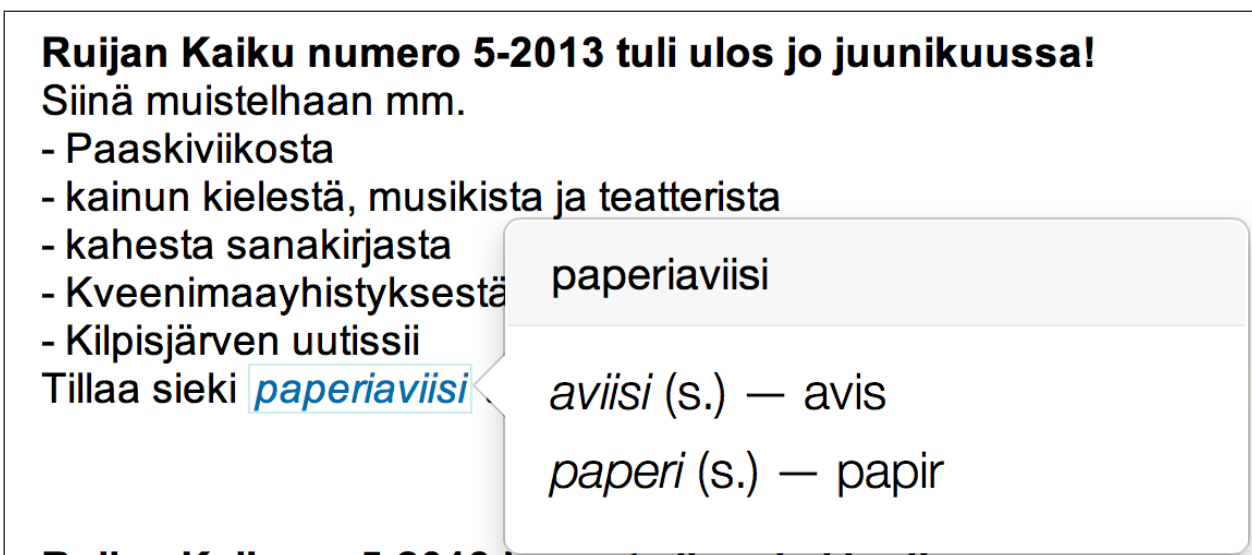 Ruijan Kaiku numero 5-2013 tuli ulos jo juunikuussa!
Siinä muistelhaan mm.
- Paaskiviikosta
- kainun kielestä, musikista ja teatterista
- kahesta sanakirjasta
- Kveenimaayhistyksestä
- Kilpisjärven uutissii
Tillaa sieki paperiaviisi
paperiaviisi
aviisi (s.) — avis
paperi (s.) — papir